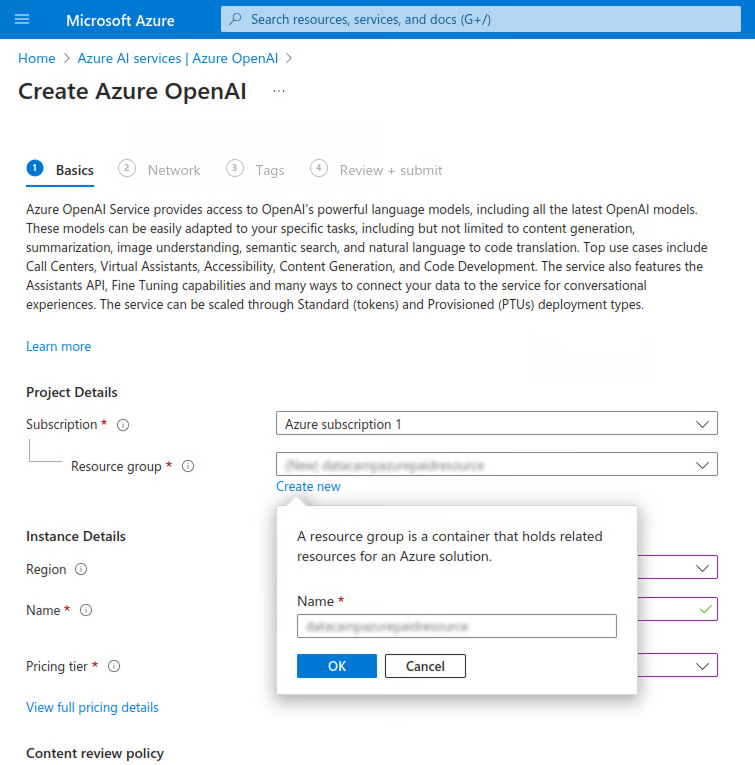 Microsoft Azure
Search resources, services, and docs (G+/)
Home > Azure AI services | Azure OpenAI >
Create Azure OpenAI ...
1 Basics 2 Network 3 Tags 4 Review + submit
Azure OpenAI Service provides access to OpenAI's powerful language models, including all the latest OpenAI models.
These models can be easily adapted to your specific tasks, including but not limited to content generation,
summarization, image understanding, semantic search, and natural language to code translation. Top use cases include
Call Centers, Virtual Assistants, Accessibility, Content Generation, and Code Development. The service also features the
Assistants API, Fine Tuning capabilities and many ways to connect your data to the service for conversational
experiences. The service can be scaled through Standard (tokens) and Provisioned (PTUs) deployment types.
Learn more
Project Details
Subscription * Azure subscription 1
Resource group * (New)
Create new
A resource group is a container that holds related
resources for an Azure solution.
Name *
OK Cancel
Instance Details
Region
Name *
Pricing tier *
View full pricing details
Content review policy